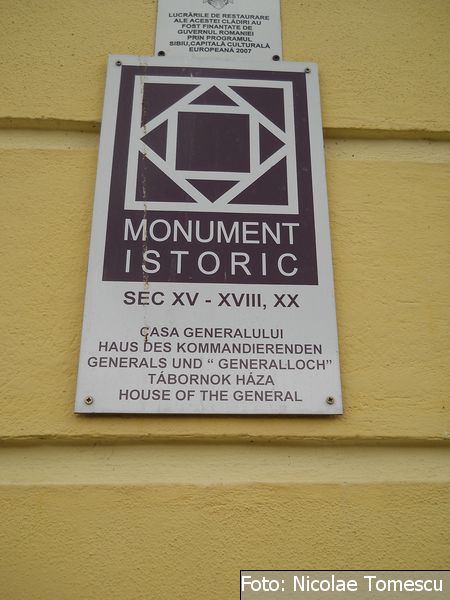 LUCRĂRILE DE RESTAURARE
ALE ACESTEI CLĂDIRI AU
FOST FINANȚATE DE
GUVERNUL ROMANIEI
PRIN PROGRAMUL
SIBIU,CAPITALĂ CULTURALĂ
EUROPEANĂ 2007
MONUMENT
ISTORIC
SEC XV - XVIII, XX
CASA GENERALULUI
HAUS DES KOMMANDIERENDEN
GENERALS UND “ GENERALLOCH”
TÁBORNOK HÁZA
HOUSE OF THE GENERAL
Foto: Nicolae Tomescu